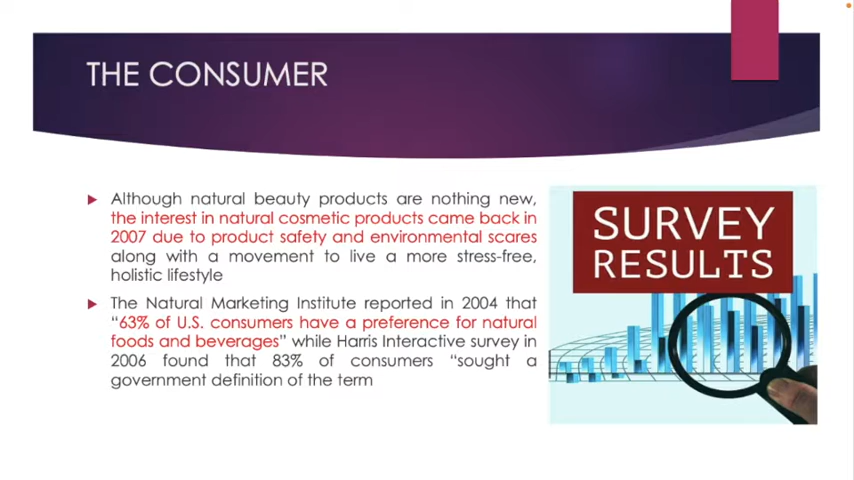 THE CONSUMER
Although natural beauty products are nothing new,
the interest in natural cosmetic products came back in
2007 due to product safety and environmental scares
along with a movement to live a more stress-free,
holistic lifestyle
The Natural Marketing Institute reported in 2004 that
“63% of U.S. consumers have a preference for natural
foods and beverages” while Harris Interactive survey in
2006 found that 83% of consumers “sought a
government definition of the term
SURVEY
RESULTS